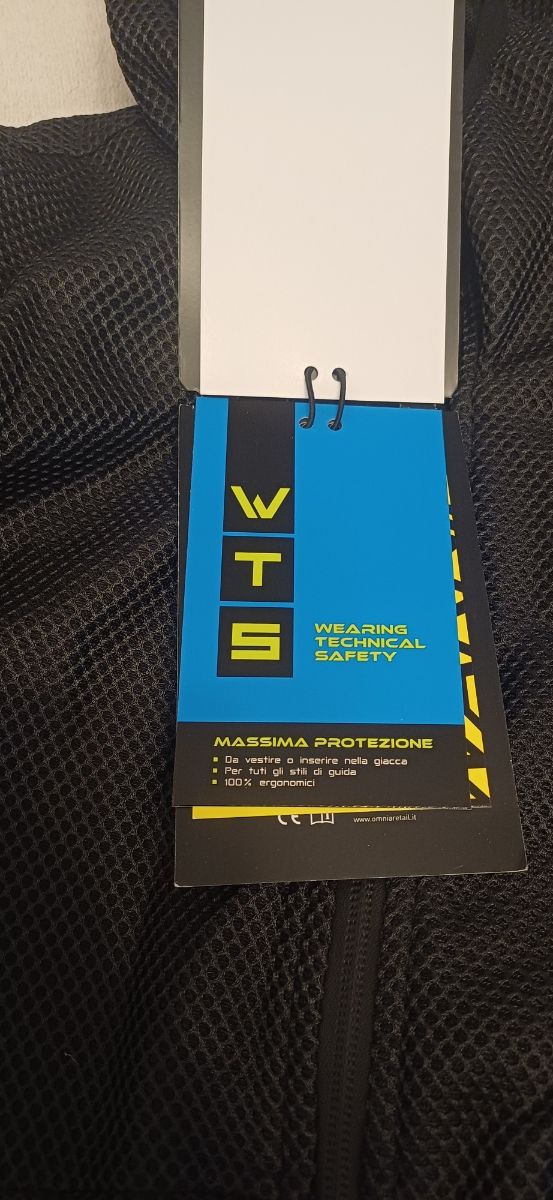 W
T
S
WEARING
TECHNICAL
SAFETY
MASSIMA PROTEZIONE
Da vestire o inserire nella giacca
Per tuti gli stili di guida
100% ergonomici
CE
www.omniaretail.it